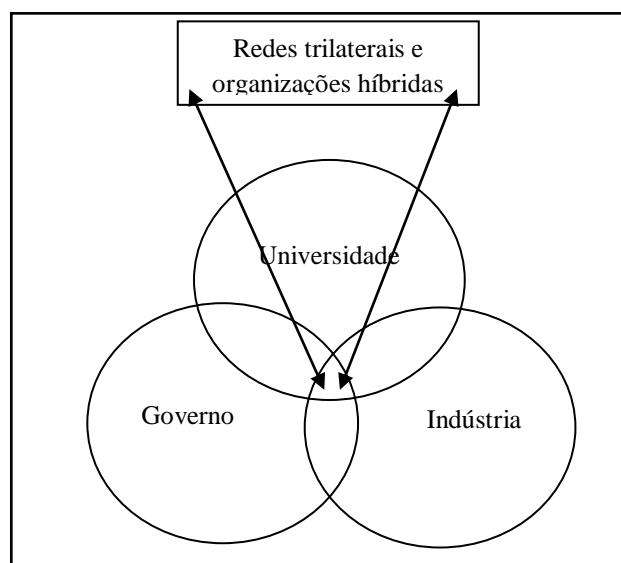 Redes trilaterais e
organizações híbridas
Universidade
Governo
Indústria